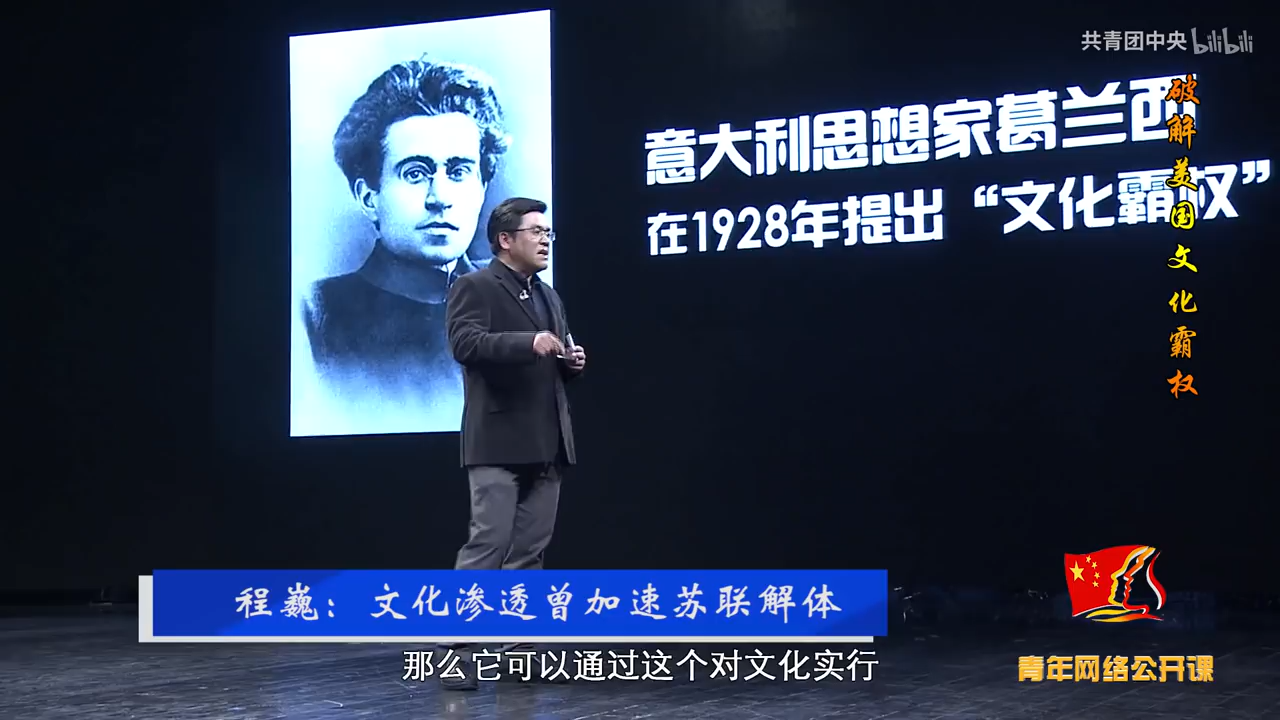 共青团中央 bilibili
意大利思想家葛兰西
在1928年提出“文化霸权”
破解美国文化霸权
程巍：文化渗透曾加速苏联解体
那么它可以通过这个对文化实行
青年网络公开课